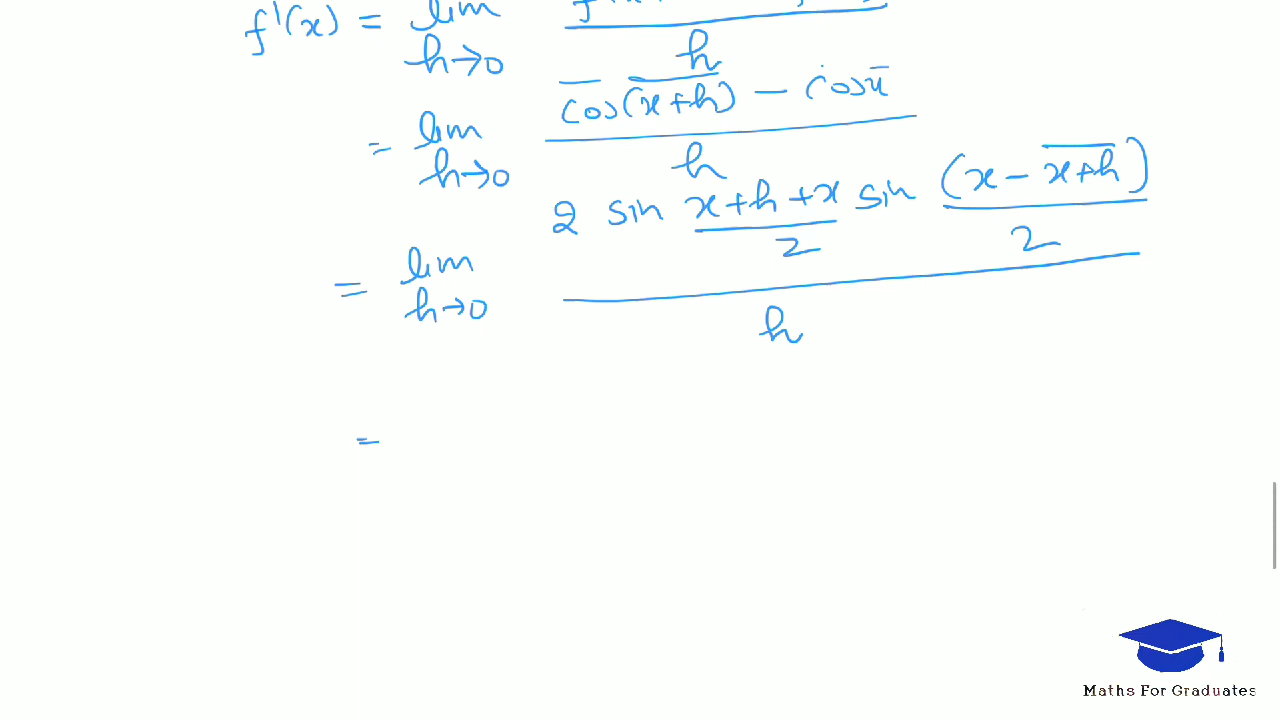 f'(x) = lim h→0 h
= lim h→0 cos(x+h) − cos x / h
= lim h→0 2 sin x+h+x / 2 sin (x − x+h) / 2 / h
=
Maths For Graduates